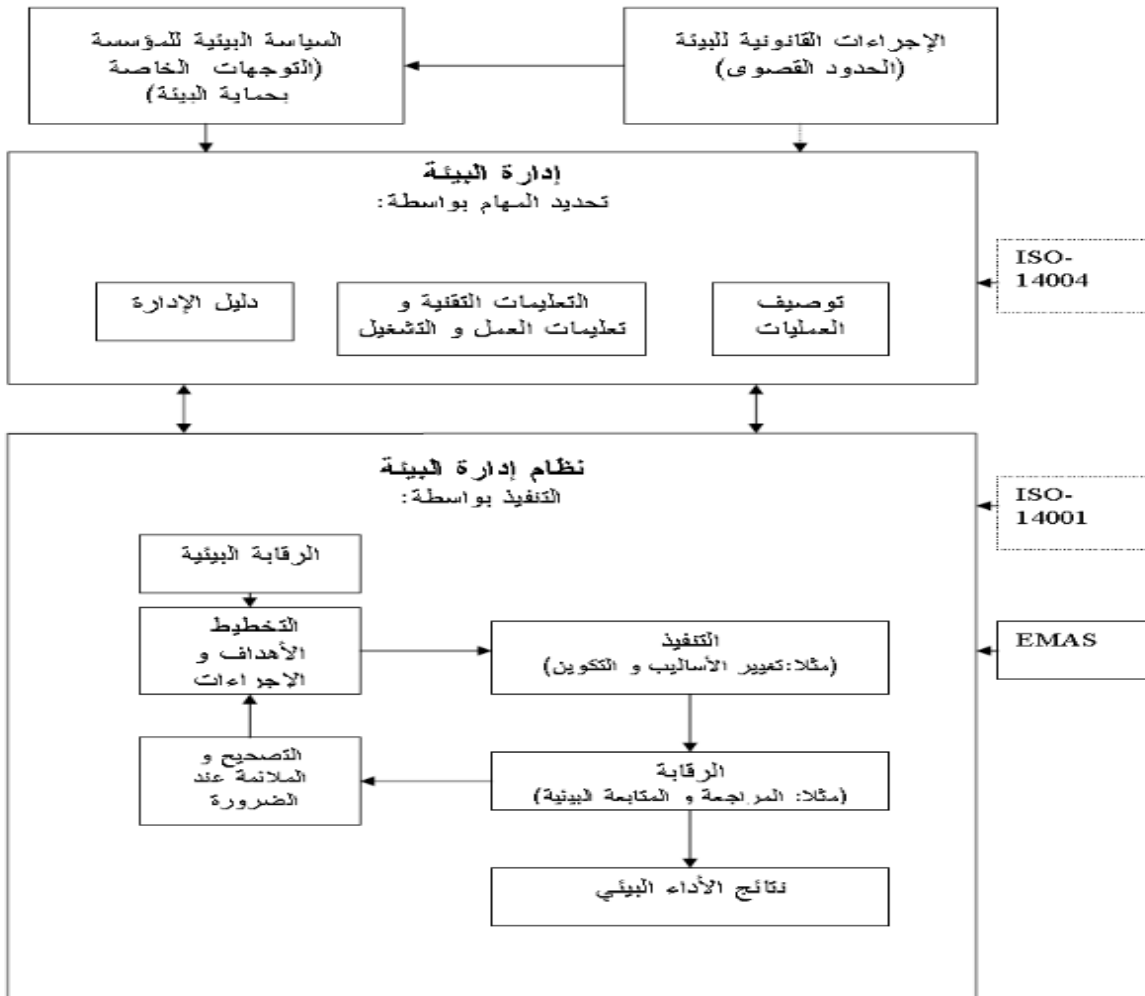 الإجراءات القانونية للبيئة
(الحدود القصوى)
السياسة البيئية للمؤسسة
(التوجهات الخاصة
بحماية البيئة)
إدارة البيئة
تحديد المهام بواسطة:
ISO-
14004
توصيف
العمليات
التعليمات التقنية و
تعليمات العمل و التشغيل
دليل الإدارة
نظام إدارة البيئة
التنفيذ بواسطة:
ISO-
14001
الرقابة البيئية
التخطيط
الأهداف و
الإجراءات
التنفيذ
(مثلا:تغيير الأساليب و التكوين)
EMAS
التصحيح و
الملائمة عند
الضرورة
الرقابة
(مثلا: المراجعة و المتابعة البيئية)
نتائج الأداء البيئي